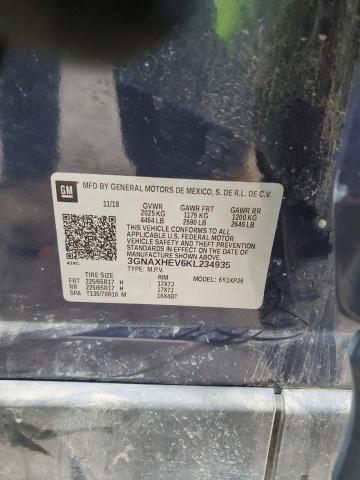 GM
MFD BY GENERAL MOTORS DE MEXICO, S. DE R.L. DE C.V.
11/18 GVWR GAWR FRT GAWR RR
2025 KG 1175 KG 1200 KG
4464 LB 2590 LB 2645 LB
THIS VEHICLE CONFORMS TO ALL
APPLICABLE U.S. FEDERAL MOTOR
VEHICLE SAFETY, BUMPER, AND THEFT
PREVENTION STANDARDS IN EFFECT ON
THE DATE OF MANUFACTURE SHOWN ABOVE.
3GNAXHEV6KL234935
424C TYPE: M.P.V. MODEL: 651XP26
TIRE SIZE RIM
FRT 225/65R17 H 17X7J
RR 225/65R17 H 17X7J
SPA T135/70R16 M 16X4BT